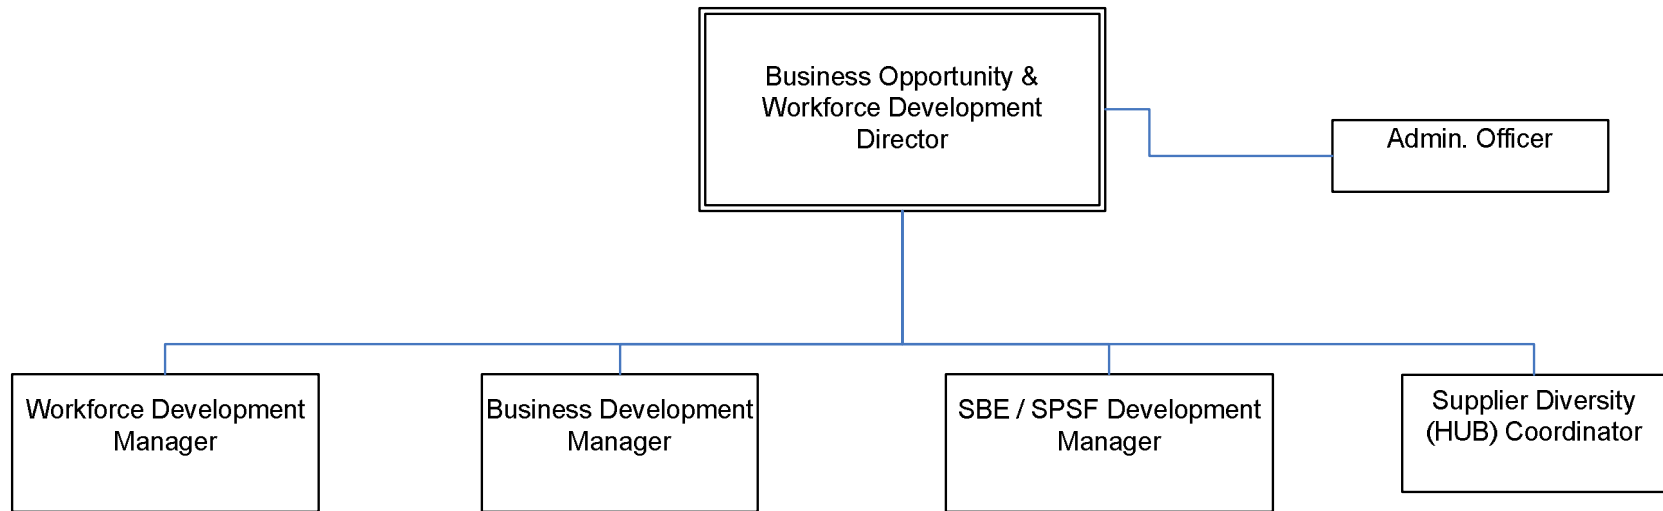 Business Opportunity &
Workforce Development
Director
Admin. Officer
Workforce Development
Manager
Business Development
Manager
SBE / SPSF Development
Manager
Supplier Diversity
(HUB) Coordinator